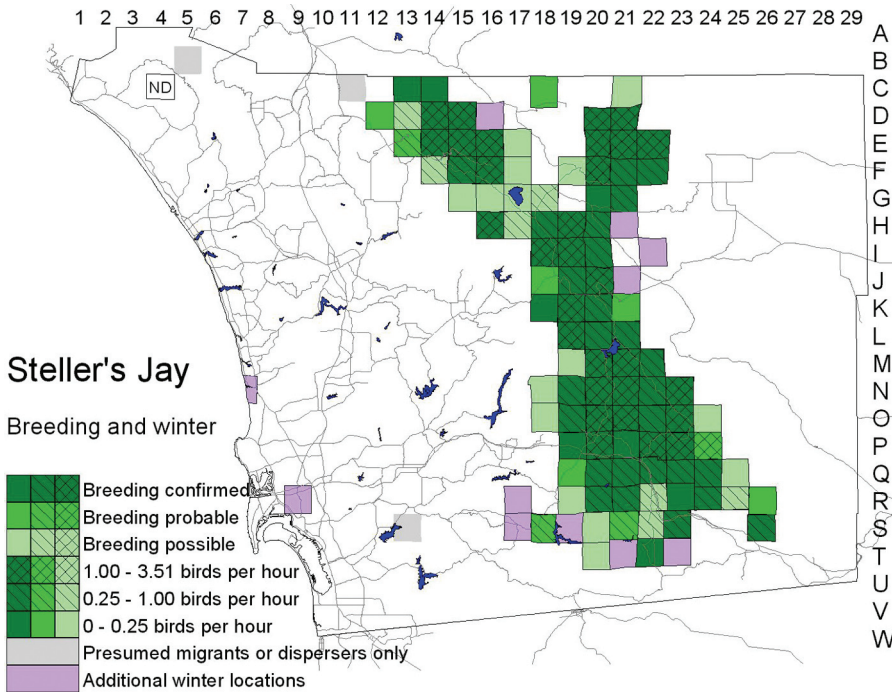 1 2 3 4 5 6 7 8 9 10 11 12 13 14 15 16 17 18 19 20 21 22 23 24 25 26 27 28 29
A
B
C
ND
D
E
F
G
H
I
J
K
L
M
N
O
P
Q
R
S
T
U
V
W
Steller's Jay
Breeding and winter
Breeding confirmed
Breeding probable
Breeding possible
1.00 - 3.51 birds per hour
0.25 - 1.00 birds per hour
0 - 0.25 birds per hour
Presumed migrants or dispersers only
Additional winter locations